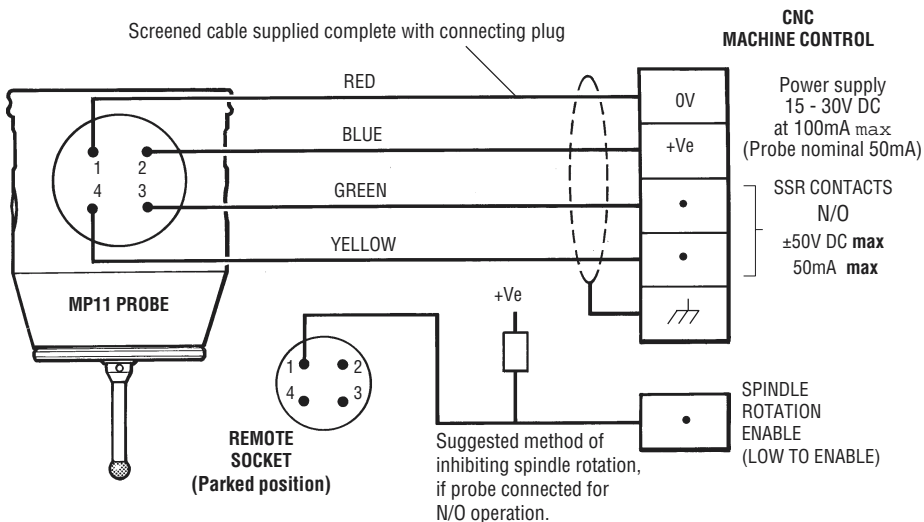 CNC
MACHINE CONTROL
Screened cable supplied complete with connecting plug
RED
BLUE
GREEN
YELLOW
1 2
4 3
MP11 PROBE
0V
+Ve
Power supply
15 - 30V DC
at 100mA max
(Probe nominal 50mA)
SSR CONTACTS
N/O
±50V DC max
50mA max
+Ve
1 2
4 3
REMOTE
SOCKET
(Parked position)
Suggested method of
inhibiting spindle rotation,
if probe connected for
N/O operation.
SPINDLE
ROTATION
ENABLE
(LOW TO ENABLE)